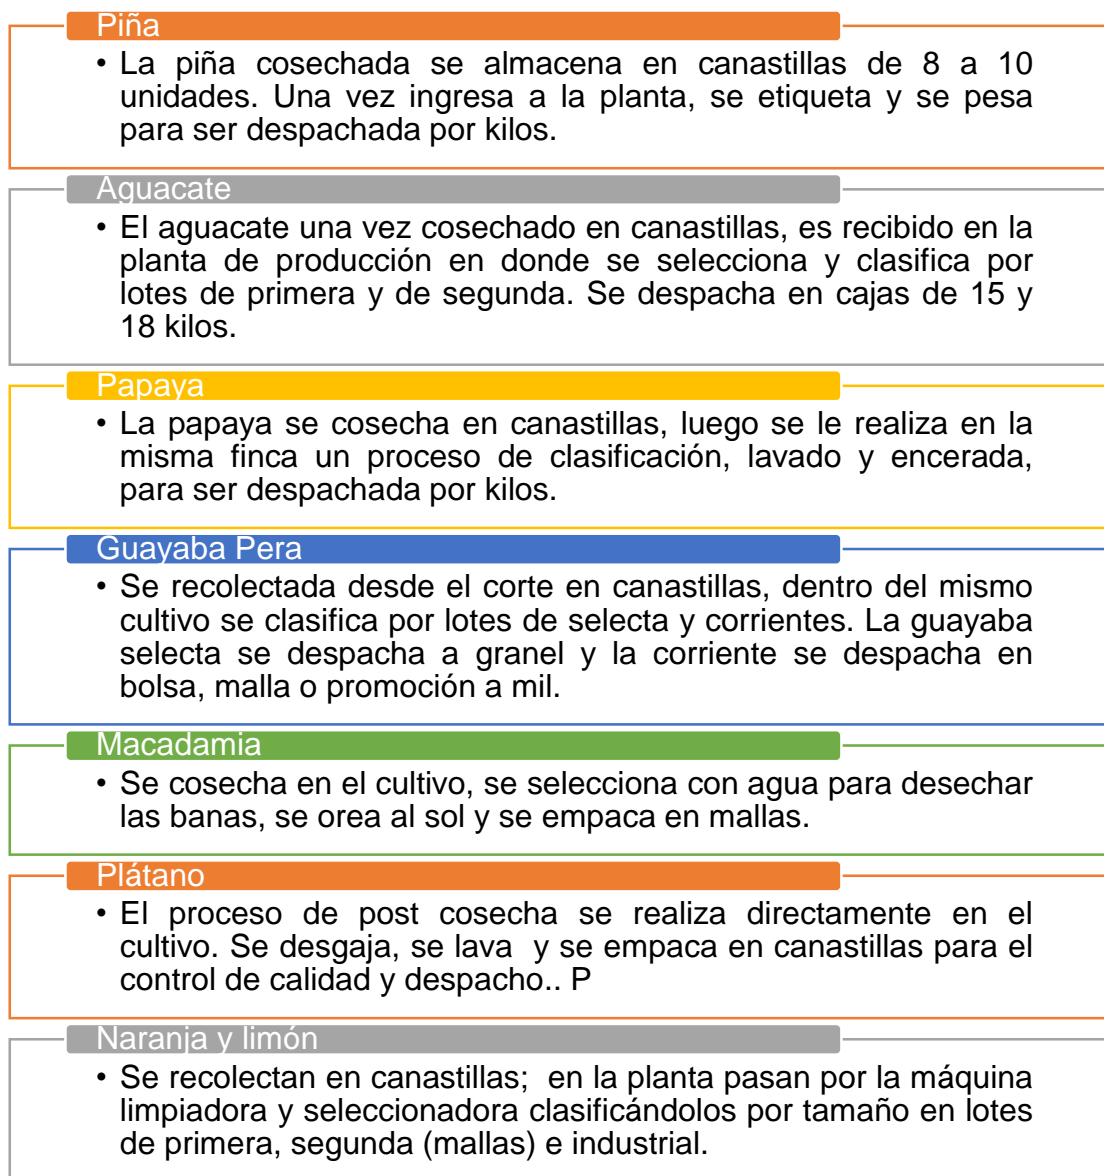 Piña
• La piña cosechada se almacena en canastillas de 8 a 10
unidades. Una vez ingresa a la planta, se etiqueta y se pesa
para ser despachada por kilos.
Aguacate
• El aguacate una vez cosechado en canastillas, es recibido en la
planta de producción en donde se selecciona y clasifica por
lotes de primera y de segunda. Se despacha en cajas de 15 y
18 kilos.
Papaya
• La papaya se cosecha en canastillas, luego se le realiza en la
misma finca un proceso de clasificación, lavado y encerada,
para ser despachada por kilos.
Guayaba Pera
• Se recolectada desde el corte en canastillas, dentro del mismo
cultivo se clasifica por lotes de selecta y corrientes. La guayaba
selecta se despacha a granel y la corriente se despacha en
bolsa, malla o promoción a mil.
Macadamia
• Se cosecha en el cultivo, se selecciona con agua para desechar
las banas, se orea al sol y se empaca en mallas.
Plátano
• El proceso de post cosecha se realiza directamente en el
cultivo. Se desgaja, se lava  y se empaca en canastillas para el
control de calidad y despacho.. P
Naranja y limón
• Se recolectan en canastillas;  en la planta pasan por la máquina
limpiadora y seleccionadora clasificándolos por tamaño en lotes
de primera, segunda (mallas) e industrial.